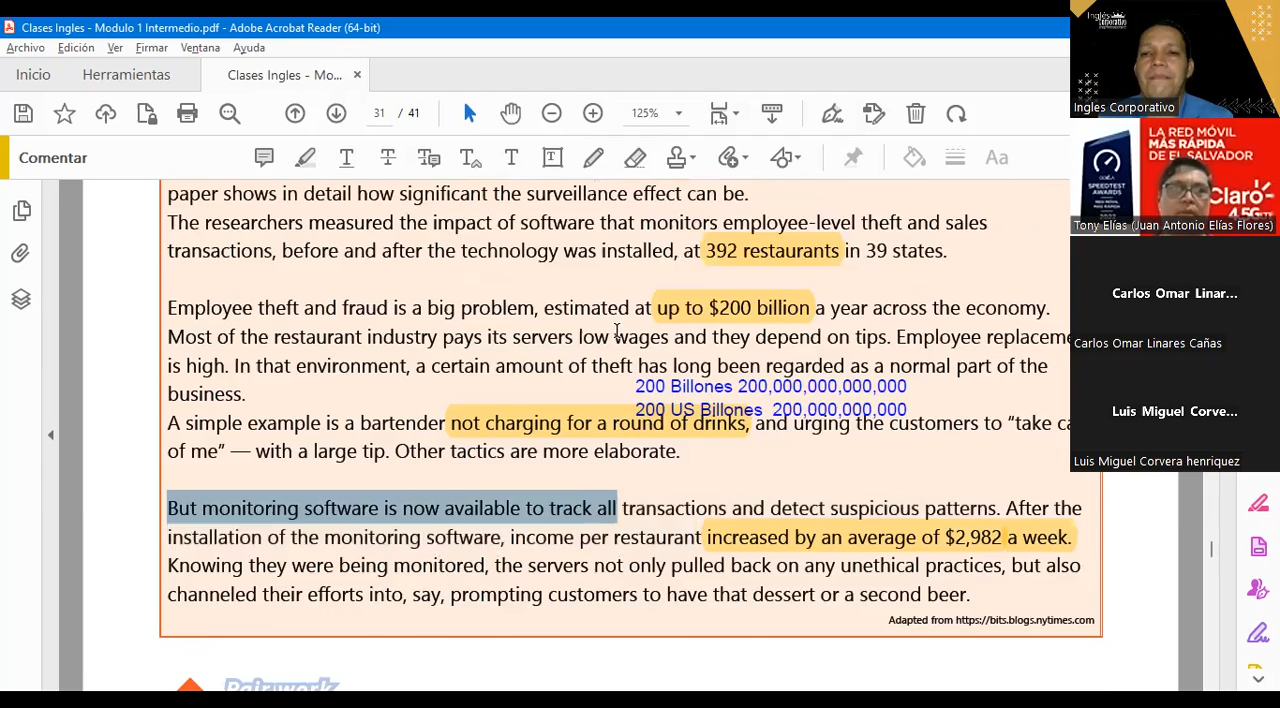 Clases Ingles - Modulo 1 Intermedio.pdf - Adobe Acrobat Reader (64-bit)
Archivo Edición Ver Firmar Ventana Ayuda
Inicio Herramientas Clases Ingles - Mo... ×
31 / 41 125%
Comentar
paper shows in detail how significant the surveillance effect can be.
The researchers measured the impact of software that monitors employee-level theft and sales
transactions, before and after the technology was installed, at 392 restaurants in 39 states.
Employee theft and fraud is a big problem, estimated at up to $200 billion a year across the economy.
Most of the restaurant industry pays its servers low wages and they depend on tips. Employee replaceme
is high. In that environment, a certain amount of theft has long been regarded as a normal part of the
200 Billones 200,000,000,000,000
business.
200 US Billones 200,000,000,000
A simple example is a bartender not charging for a round of drinks, and urging the customers to “take ca
of me” — with a large tip. Other tactics are more elaborate.
But monitoring software is now available to track all transactions and detect suspicious patterns. After the
installation of the monitoring software, income per restaurant increased by an average of $2,982 a week.
Knowing they were being monitored, the servers not only pulled back on any unethical practices, but also
channeled their efforts into, say, prompting customers to have that dessert or a second beer.
Adapted from https://bits.blogs.nytimes.com
Pair work
Inglés
Corporativo
Ingles Corporativo
LA RED MÓVIL
MÁS RÁPIDA
DE EL SALVADOR
SPEEDTEST
AWARDS
Claro
4.5G
Tony Elías (Juan Antonio Elías Flores)
Carlos Omar Linar...
Carlos Omar Linares Cañas
Luis Miguel Corve...
Luis Miguel Corvera henriquez